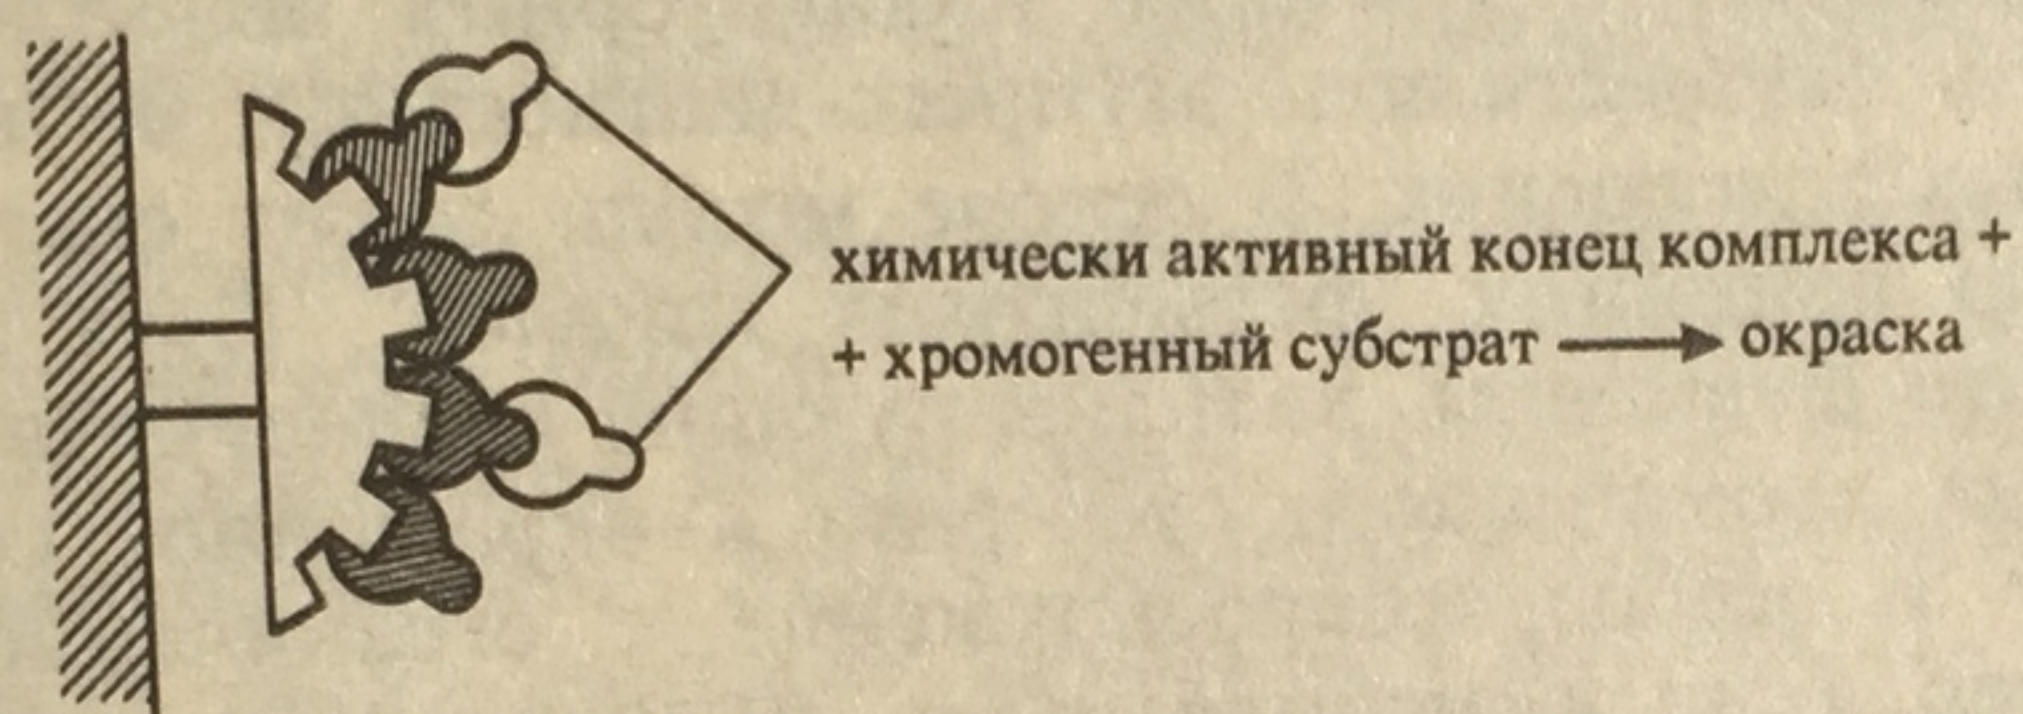 химически активный конец комплекса +
+ хромогенный субстрат ⟶ окраска